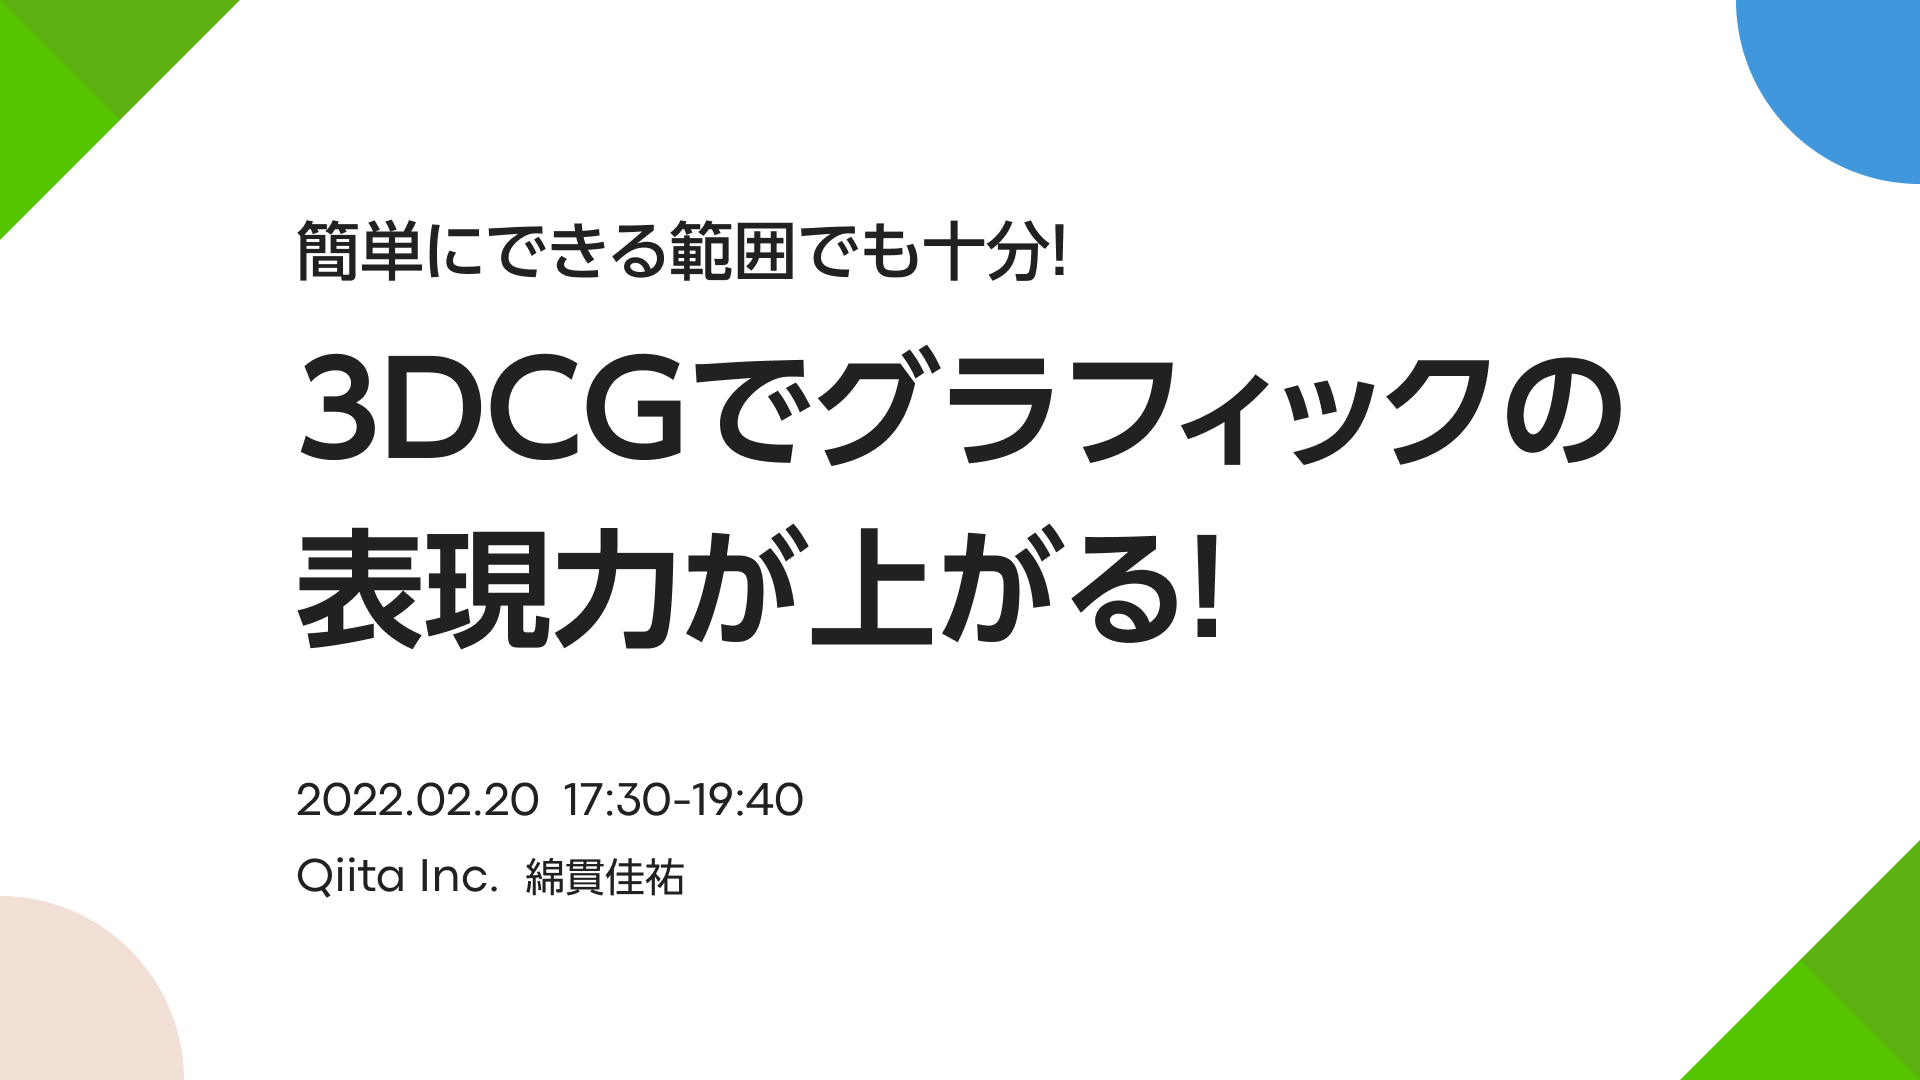 簡単にできる範囲でも十分!
3DCGでグラフィックの
表現力が上がる!
2022.02.20 17:30-19:40
Qiita Inc. 綿貫佳祐